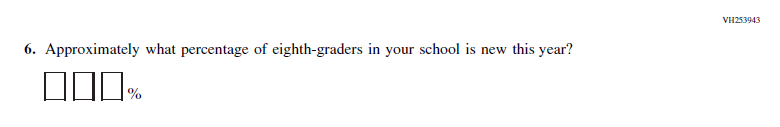 VH253943
6. Approximately what percentage of eighth-graders in your school is new this year?
%